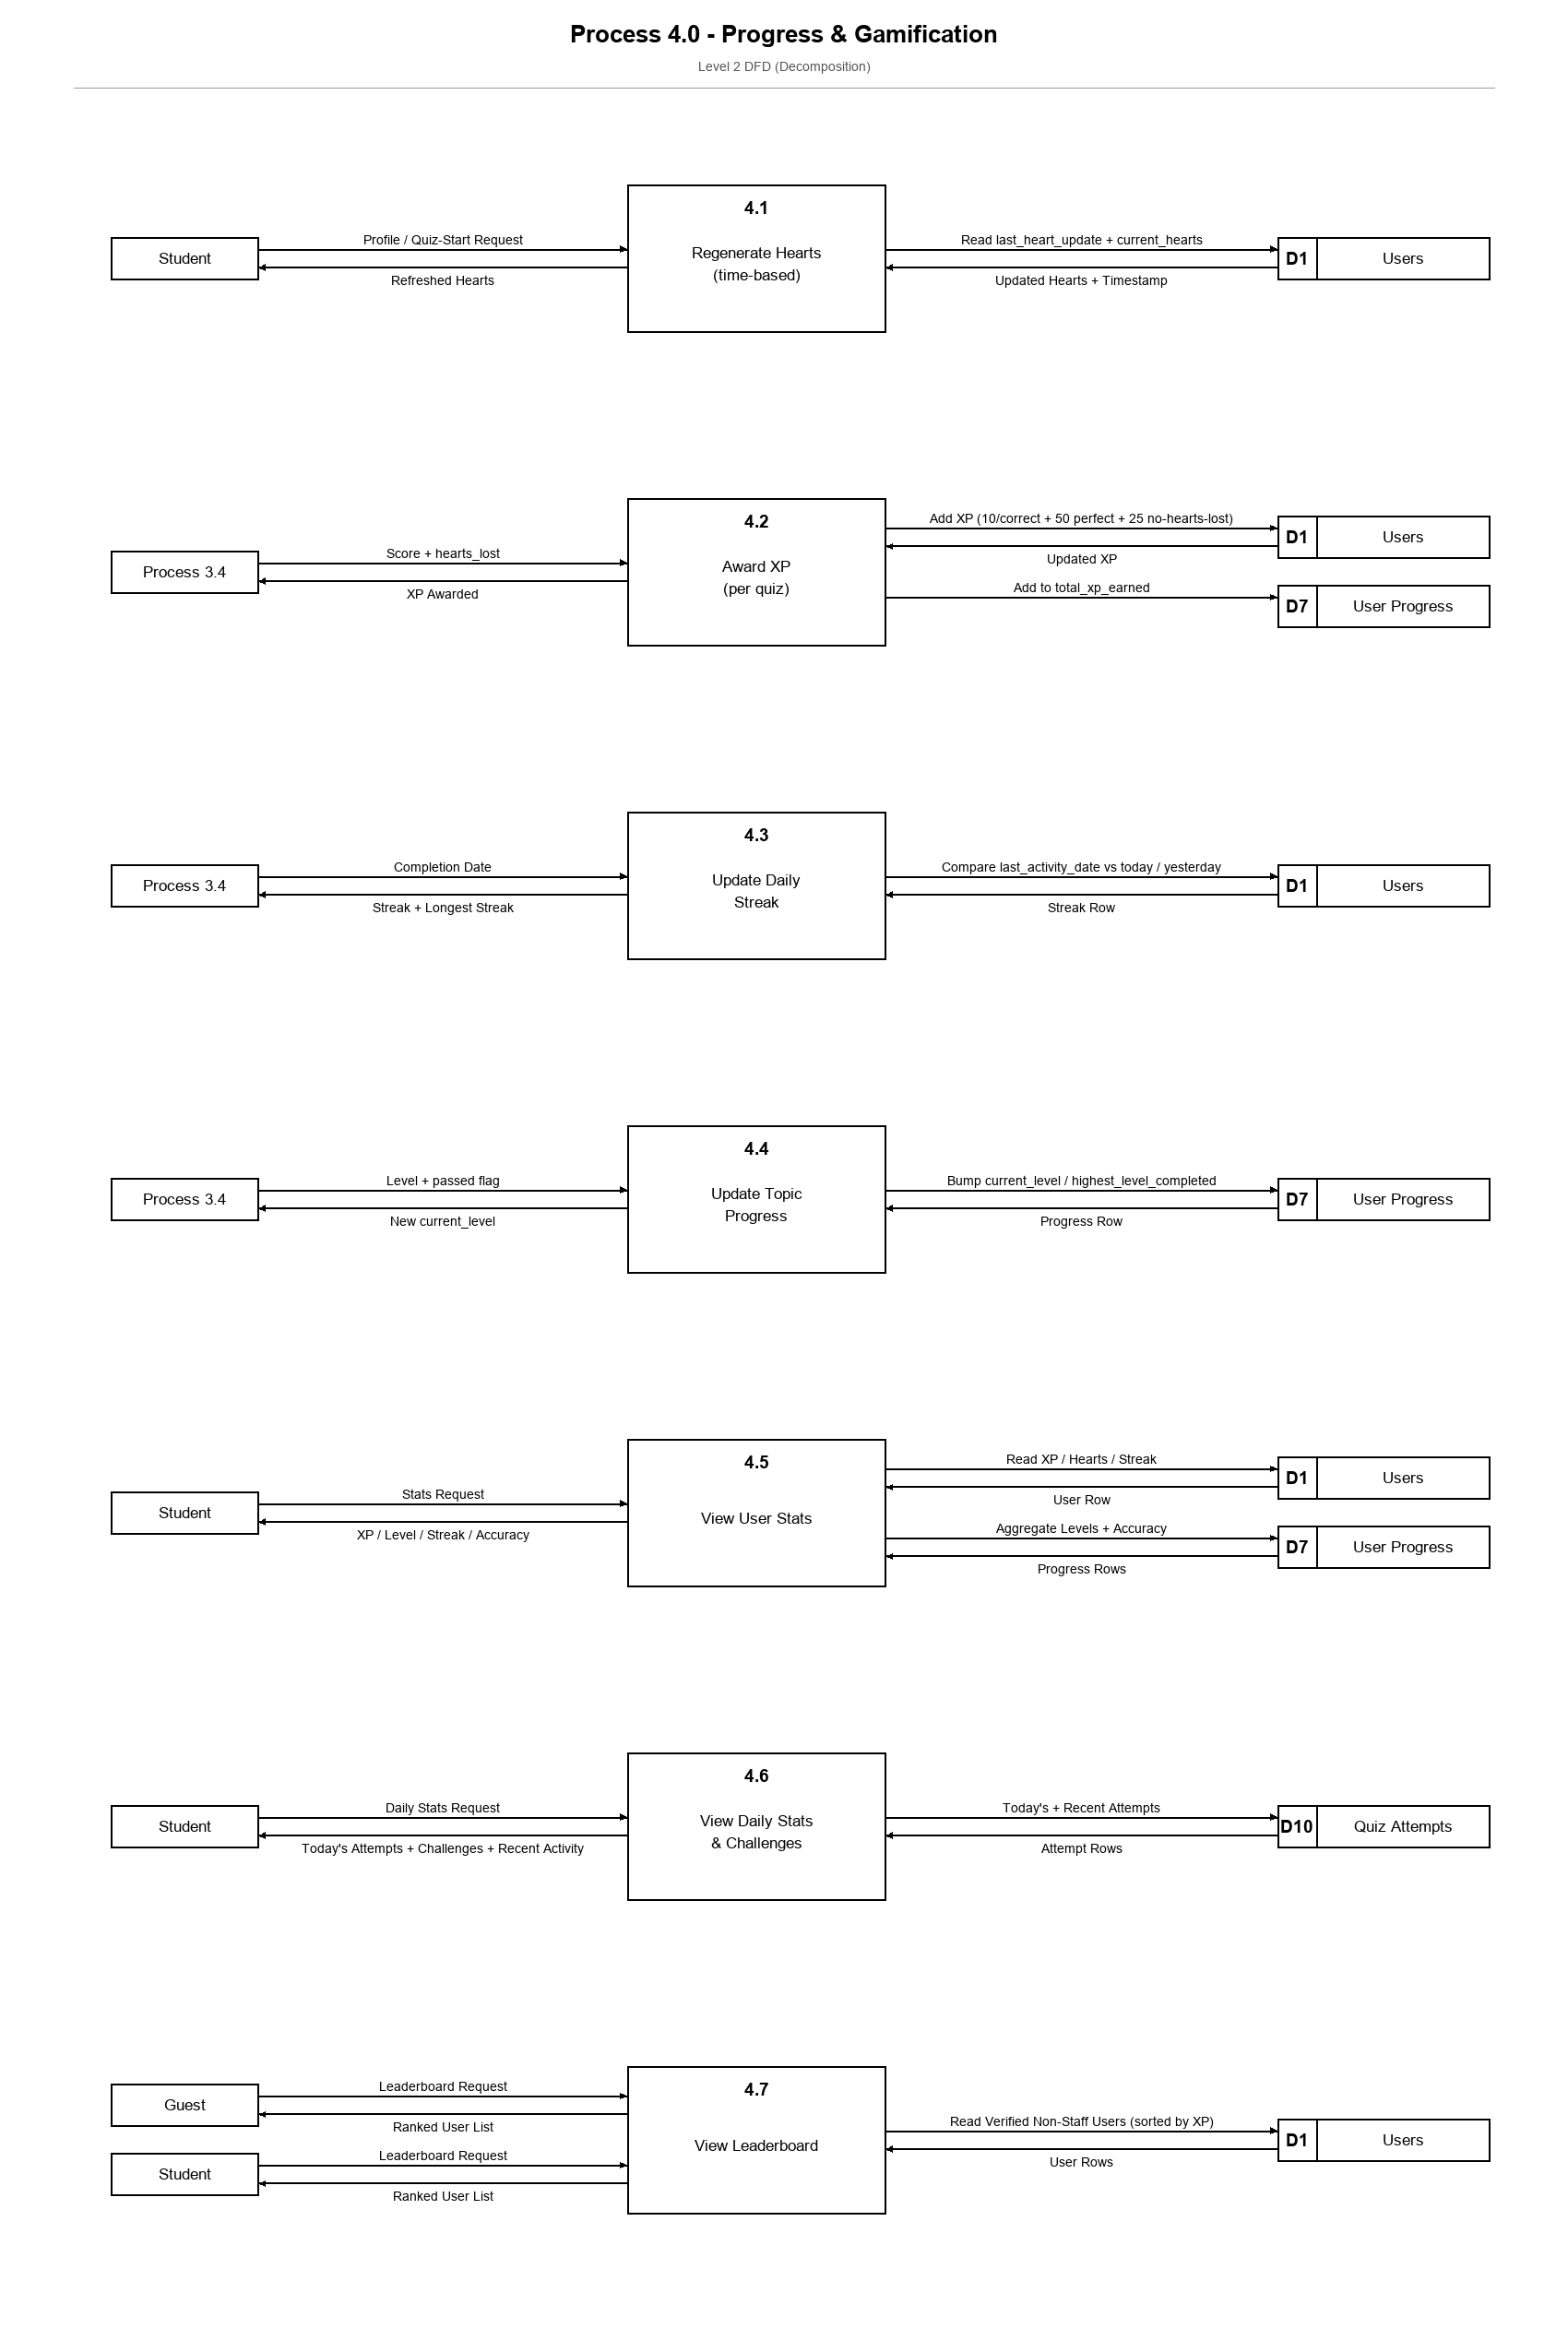 Process 4.0 - Progress & Gamification
Level 2 DFD (Decomposition)
4.1
Regenerate Hearts
(time-based)
Student
Profile / Quiz-Start Request
Refreshed Hearts
Read last_heart_update + current_hearts
Updated Hearts + Timestamp
D1
Users
4.2
Award XP
(per quiz)
Process 3.4
Score + hearts_lost
XP Awarded
Add XP (10/correct + 50 perfect + 25 no-hearts-lost)
Updated XP
D1
Users
Add to total_xp_earned
D7
User Progress
4.3
Update Daily
Streak
Process 3.4
Completion Date
Streak + Longest Streak
Compare last_activity_date vs today / yesterday
Streak Row
D1
Users
4.4
Update Topic
Progress
Process 3.4
Level + passed flag
New current_level
Bump current_level / highest_level_completed
Progress Row
D7
User Progress
4.5
View User Stats
Student
Stats Request
XP / Level / Streak / Accuracy
Read XP / Hearts / Streak
User Row
D1
Users
Aggregate Levels + Accuracy
Progress Rows
D7
User Progress
4.6
View Daily Stats
& Challenges
Student
Daily Stats Request
Today's Attempts + Challenges + Recent Activity
Today's + Recent Attempts
Attempt Rows
D10
Quiz Attempts
4.7
View Leaderboard
Guest
Leaderboard Request
Ranked User List
Student
Leaderboard Request
Ranked User List
Read Verified Non-Staff Users (sorted by XP)
User Rows
D1
Users